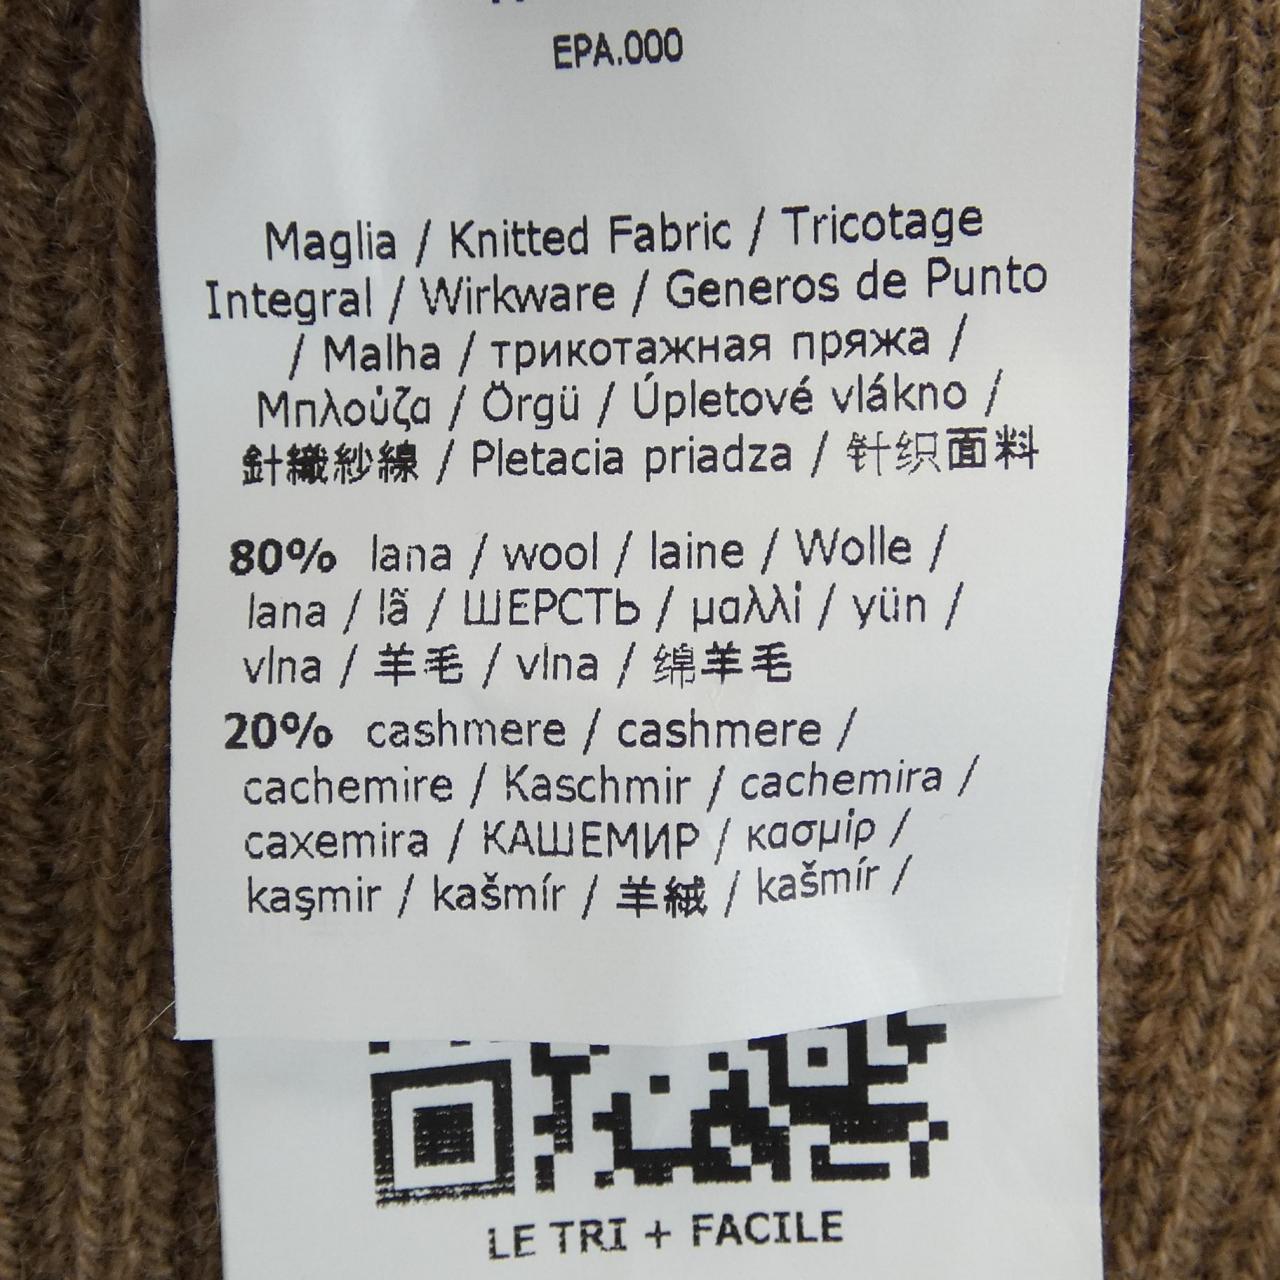 EPA.000
Maglia / Knitted Fabric / Tricotage
Integral / Wirkware / Generos de Punto
/ Malha / трикотажная пряжа /
Μπλούζα / Örgü / Úpletové vlákno /
針織紗線 / Pletacia priadza / 针织面料
80% lana / wool / laine / Wolle /
lana / lã / ШЕРСТЬ / μαλλί / yün /
vlna / 羊毛 / vlna / 绵羊毛
20% cashmere / cashmere /
cachemire / Kaschmir / cachemira /
caxemira / КАШЕМИР / κασμίρ /
kaşmir / kašmír / 羊絨 / kašmír /
LE TRI + FACILE